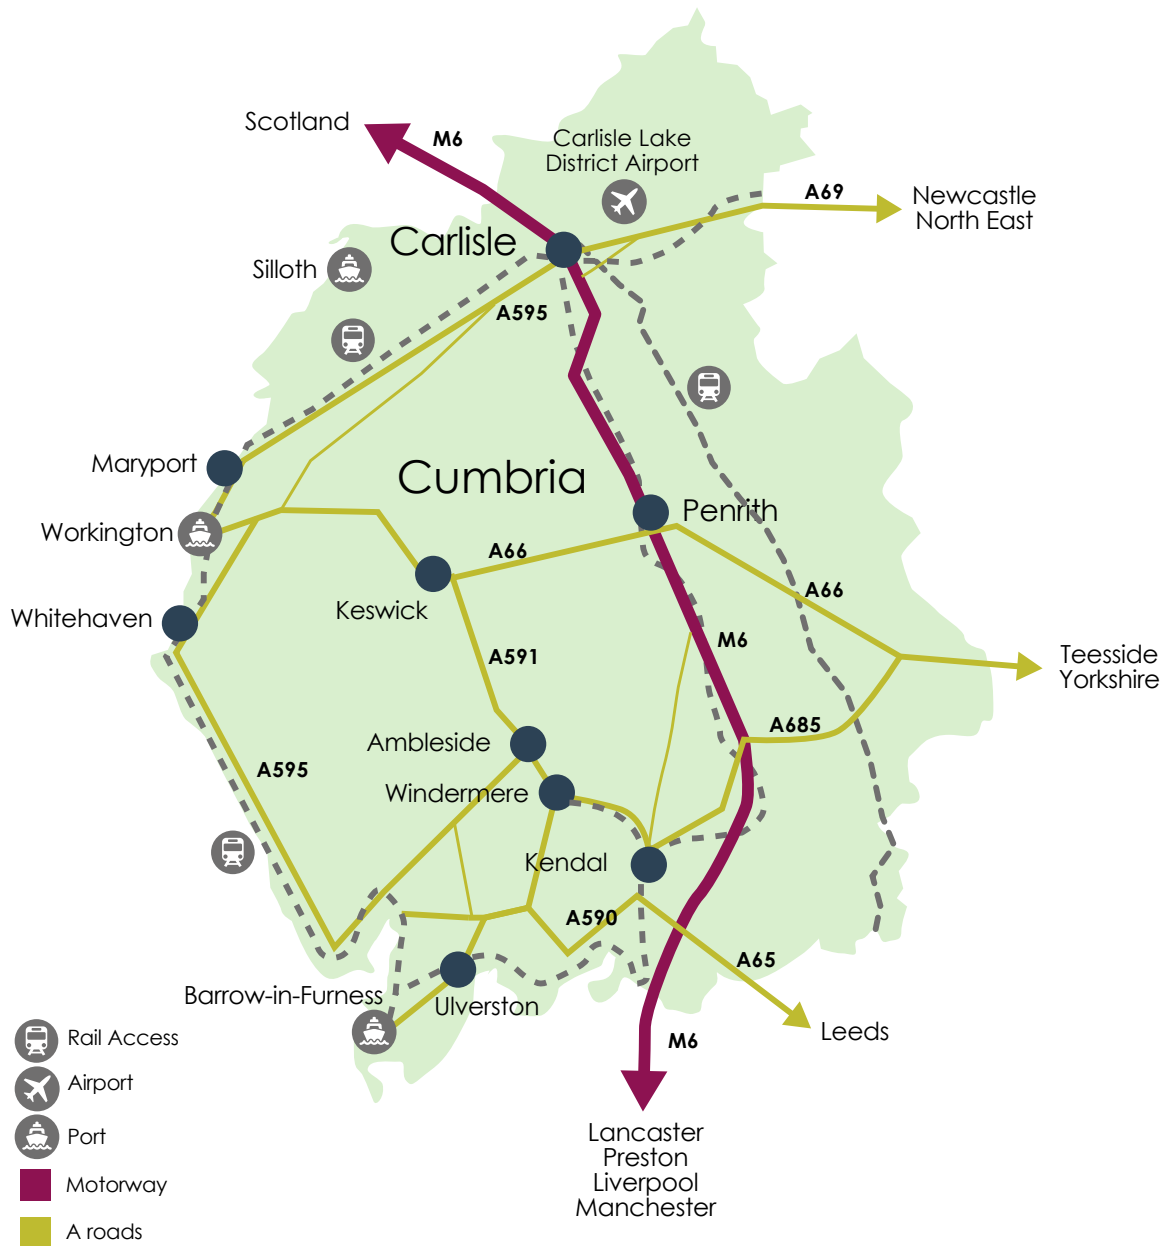 Scotland
M6
Carlisle Lake
District Airport
A69
Newcastle
North East
Carlisle
Silloth
A595
Maryport
Cumbria
Penrith
Workington
A66
Keswick
A66
Whitehaven
M6
A591
Teesside
Yorkshire
A685
Ambleside
A595
Windermere
Kendal
A590
A65
Barrow-in-Furness
Ulverston
Leeds
M6
Rail Access
Airport
Port
Motorway
A roads
Lancaster
Preston
Liverpool
Manchester